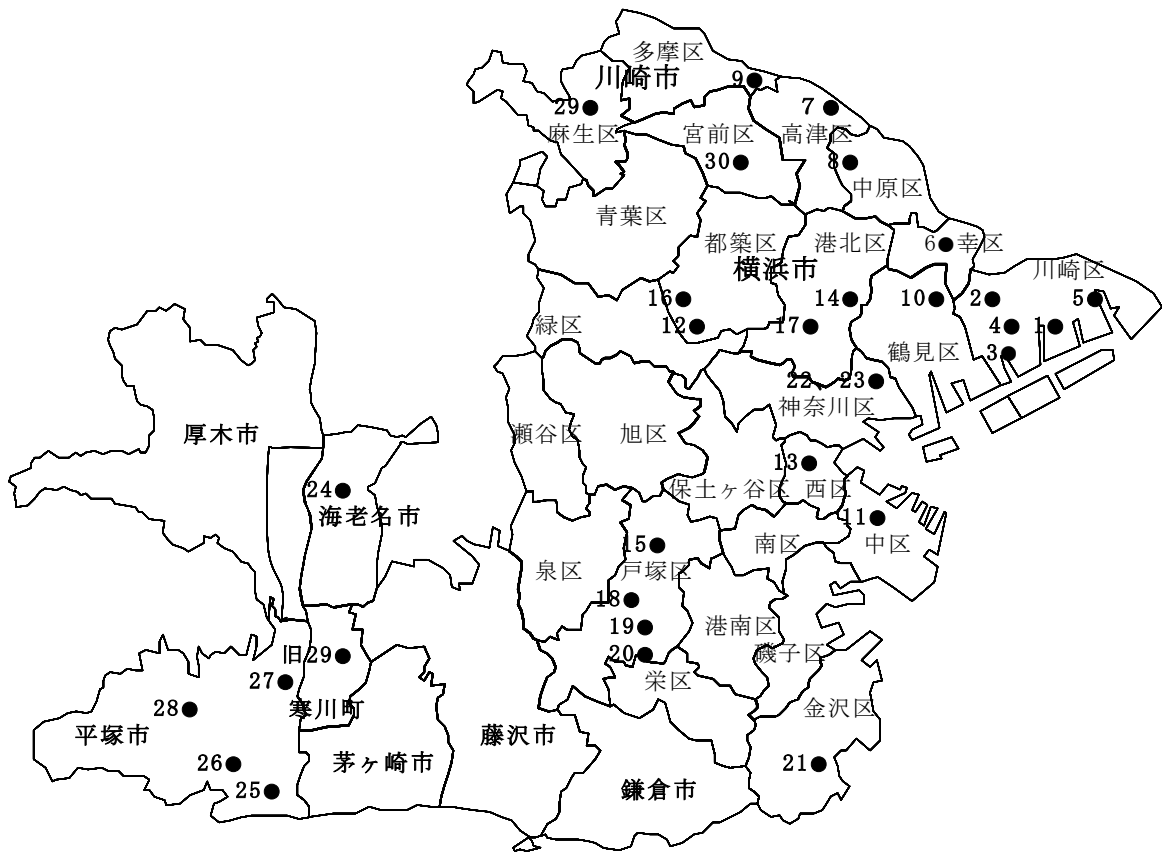 多摩区
川崎市
9
29
7
麻生区
宮前区
高津区
30
8
中原区
青葉区
都築区
港北区
6
幸区
横浜市
川崎区
16
14
10
2
5
緑区
12
17
4
1
鶴見区
3
22
23
神奈川区
厚木市
瀬谷区
旭区
13
24
保土ヶ谷区
西区
海老名市
11
15
南区
中区
泉区
戸塚区
18
19
港南区
旧29
20
磯子区
27
栄区
28
寒川町
金沢区
平塚市
藤沢市
26
茅ヶ崎市
21
25
鎌倉市